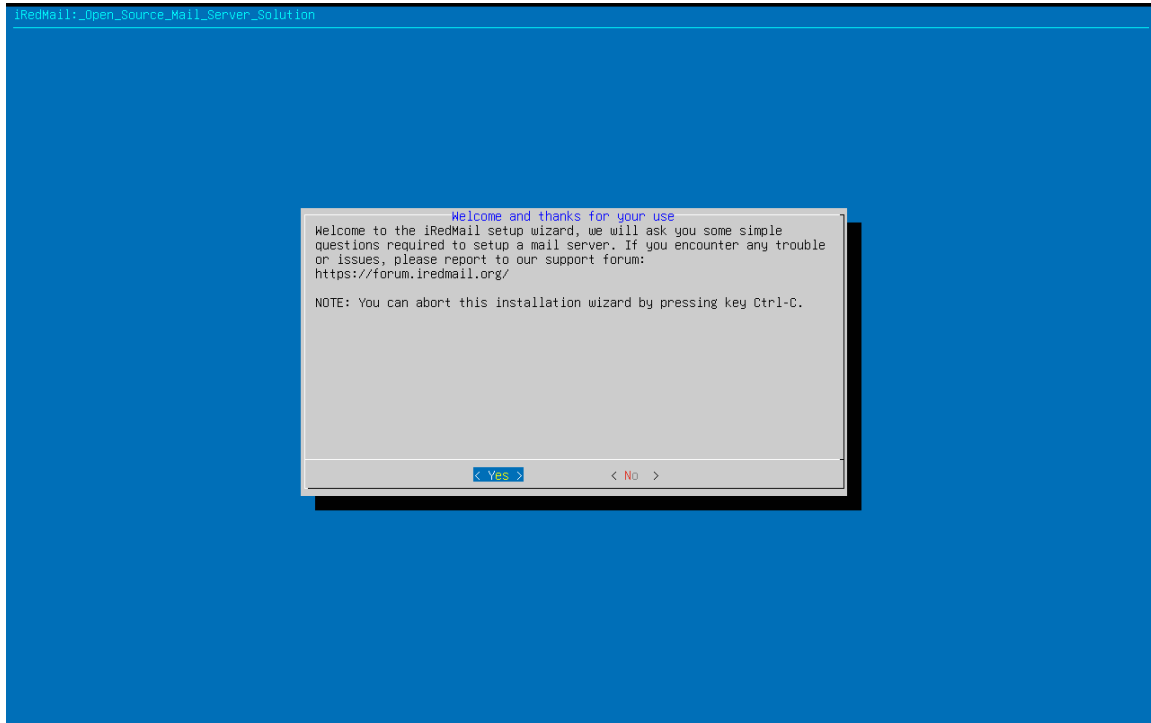 iRedMail:_Open_Source_Mail_Server_Solution
Welcome and thanks for your use
Welcome to the iRedMail setup wizard, we will ask you some simple
questions required to setup a mail server. If you encounter any trouble
or issues, please report to our support forum:
https://forum.iredmail.org/
NOTE: You can abort this installation wizard by pressing key Ctrl-C.
< Yes > < No >